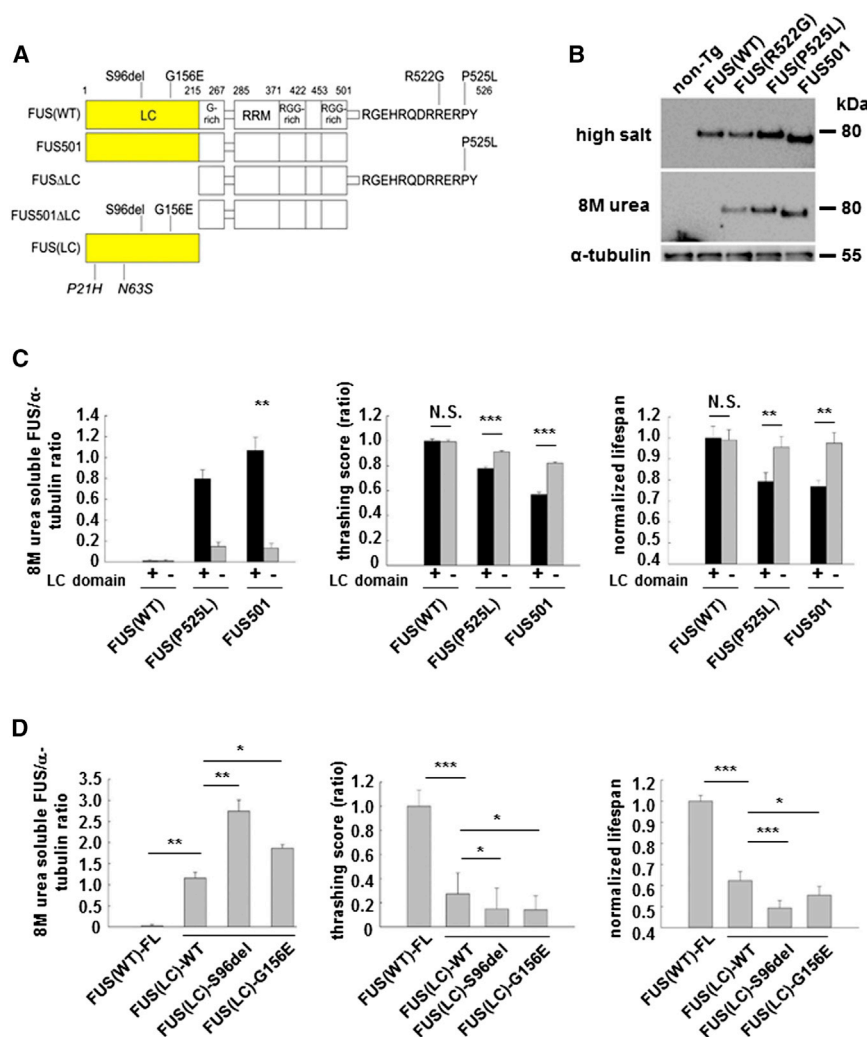 A
S96del G156E R522G P525L
1 215 267 285 371 422 453 501 526
FUS(WT) LC G-rich RRM RGG-rich RGG-rich RGEHRQDRRERPY
FUS501
P525L
FUSΔLC RGEHRQDRRERPY
FUS501ΔLC
S96del G156E
FUS(LC)
P21H N63S
B
non-Tg FUS(WT) FUS(R522G) FUS(P525L) FUS501
kDa
high salt 80
8M urea 80
α-tubulin 55
C
8M urea soluble FUS/α-
tubulin ratio
1.4
1.2
1.0
0.8
0.6
0.4
0.2
0
**
LC domain + - + - + -
FUS(WT) FUS(P525L) FUS501
thrashing score (ratio)
1.2
1.0
0.8
0.6
0.4
0.2
0
N.S. *** ***
LC domain + - + - + -
FUS(WT) FUS(P525L) FUS501
normalized lifespan
1.2
1.1
1.0
0.9
0.8
0.7
0.6
0.5
0.4
N.S. ** **
LC domain + - + - + -
FUS(WT) FUS(P525L) FUS501
D
8M urea soluble FUS/α-
tubulin ratio
3.5
3.0
2.5
2.0
1.5
1.0
0.5
0
** ** *
FUS(WT)-FL FUS(LC)-WT FUS(LC)-S96del FUS(LC)-G156E
thrashing score (ratio)
1.2
1.0
0.8
0.6
0.4
0.2
0
*** * *
FUS(WT)-FL FUS(LC)-WT FUS(LC)-S96del FUS(LC)-G156E
normalized lifespan
1.1
1.0
0.9
0.8
0.7
0.6
0.5
0.4
*** *** *
FUS(WT)-FL FUS(LC)-WT FUS(LC)-S96del FUS(LC)-G156E